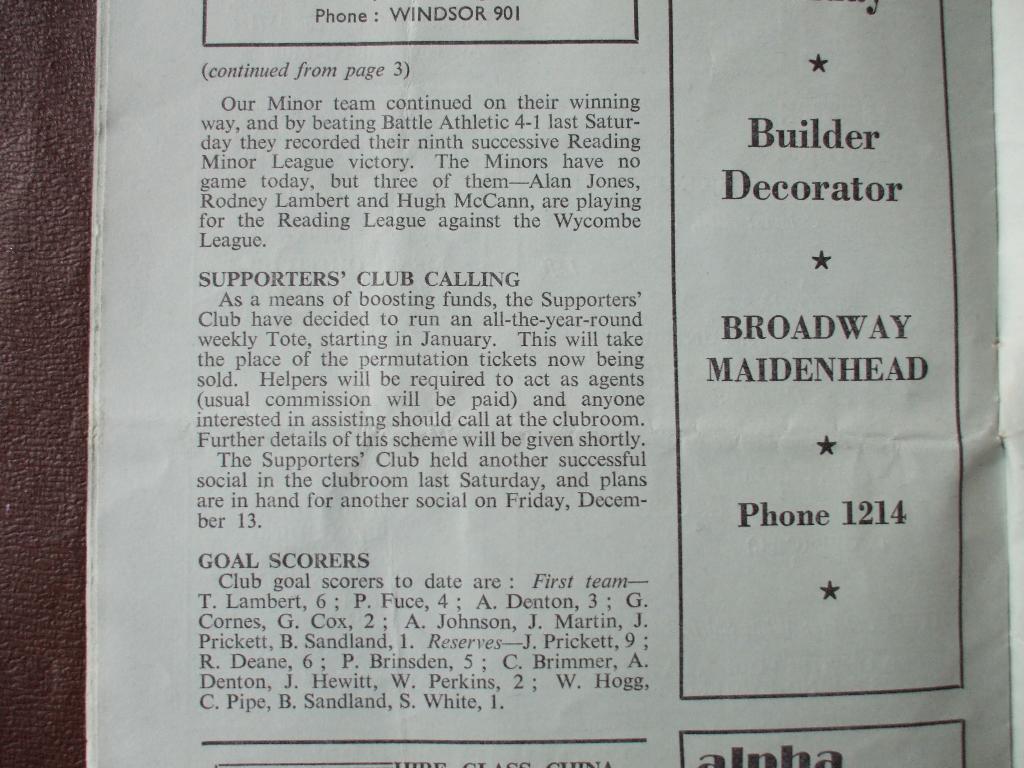 Phone : WINDSOR 901
(continued from page 3)
Our Minor team continued on their winning
way, and by beating Battle Athletic 4-1 last Satur-
day they recorded their ninth successive Reading
Minor League victory. The Minors have no
game today, but three of them—Alan Jones,
Rodney Lambert and Hugh McCann, are playing
for the Reading League against the Wycombe
League.
SUPPORTERS' CLUB CALLING
As a means of boosting funds, the Supporters'
Club have decided to run an all-the-year-round
weekly Tote, starting in January. This will take
the place of the permutation tickets now being
sold. Helpers will be required to act as agents
(usual commission will be paid) and anyone
interested in assisting should call at the clubroom.
Further details of this scheme will be given shortly.
The Supporters' Club held another successful
social in the clubroom last Saturday, and plans
are in hand for another social on Friday, Decem-
ber 13.
GOAL SCORERS
Club goal scorers to date are : First team—
T. Lambert, 6 ; P. Fuce, 4 ; A. Denton, 3 ; G.
Cornes, G. Cox, 2 ; A. Johnson, J. Martin, J.
Prickett, B. Sandland, 1. Reserves—J. Prickett, 9 ;
R. Deane, 6 ; P. Brinsden, 5 ; C. Brimmer, A.
Denton, J. Hewitt, W. Perkins, 2 ; W. Hogg,
C. Pipe, B. Sandland, S. White, 1.
HIRE GLASS CHINA
★
Builder
Decorator
★
BROADWAY
MAIDENHEAD
★
Phone 1214
★
alpha